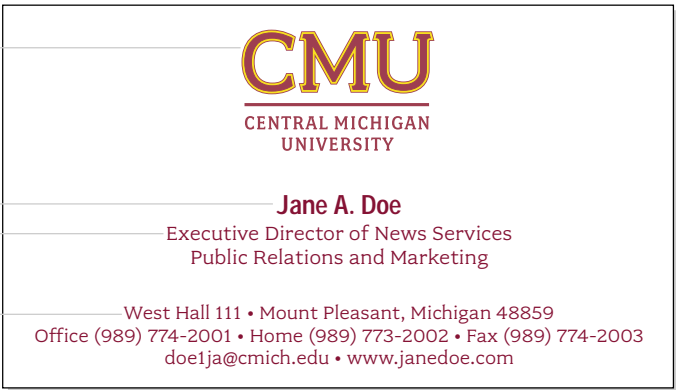 CMU
CENTRAL MICHIGAN
UNIVERSITY
Jane A. Doe
Executive Director of News Services
Public Relations and Marketing
West Hall 111 • Mount Pleasant, Michigan 48859
Office (989) 774-2001 • Home (989) 773-2002 • Fax (989) 774-2003
doe1ja@cmich.edu • www.janedoe.com